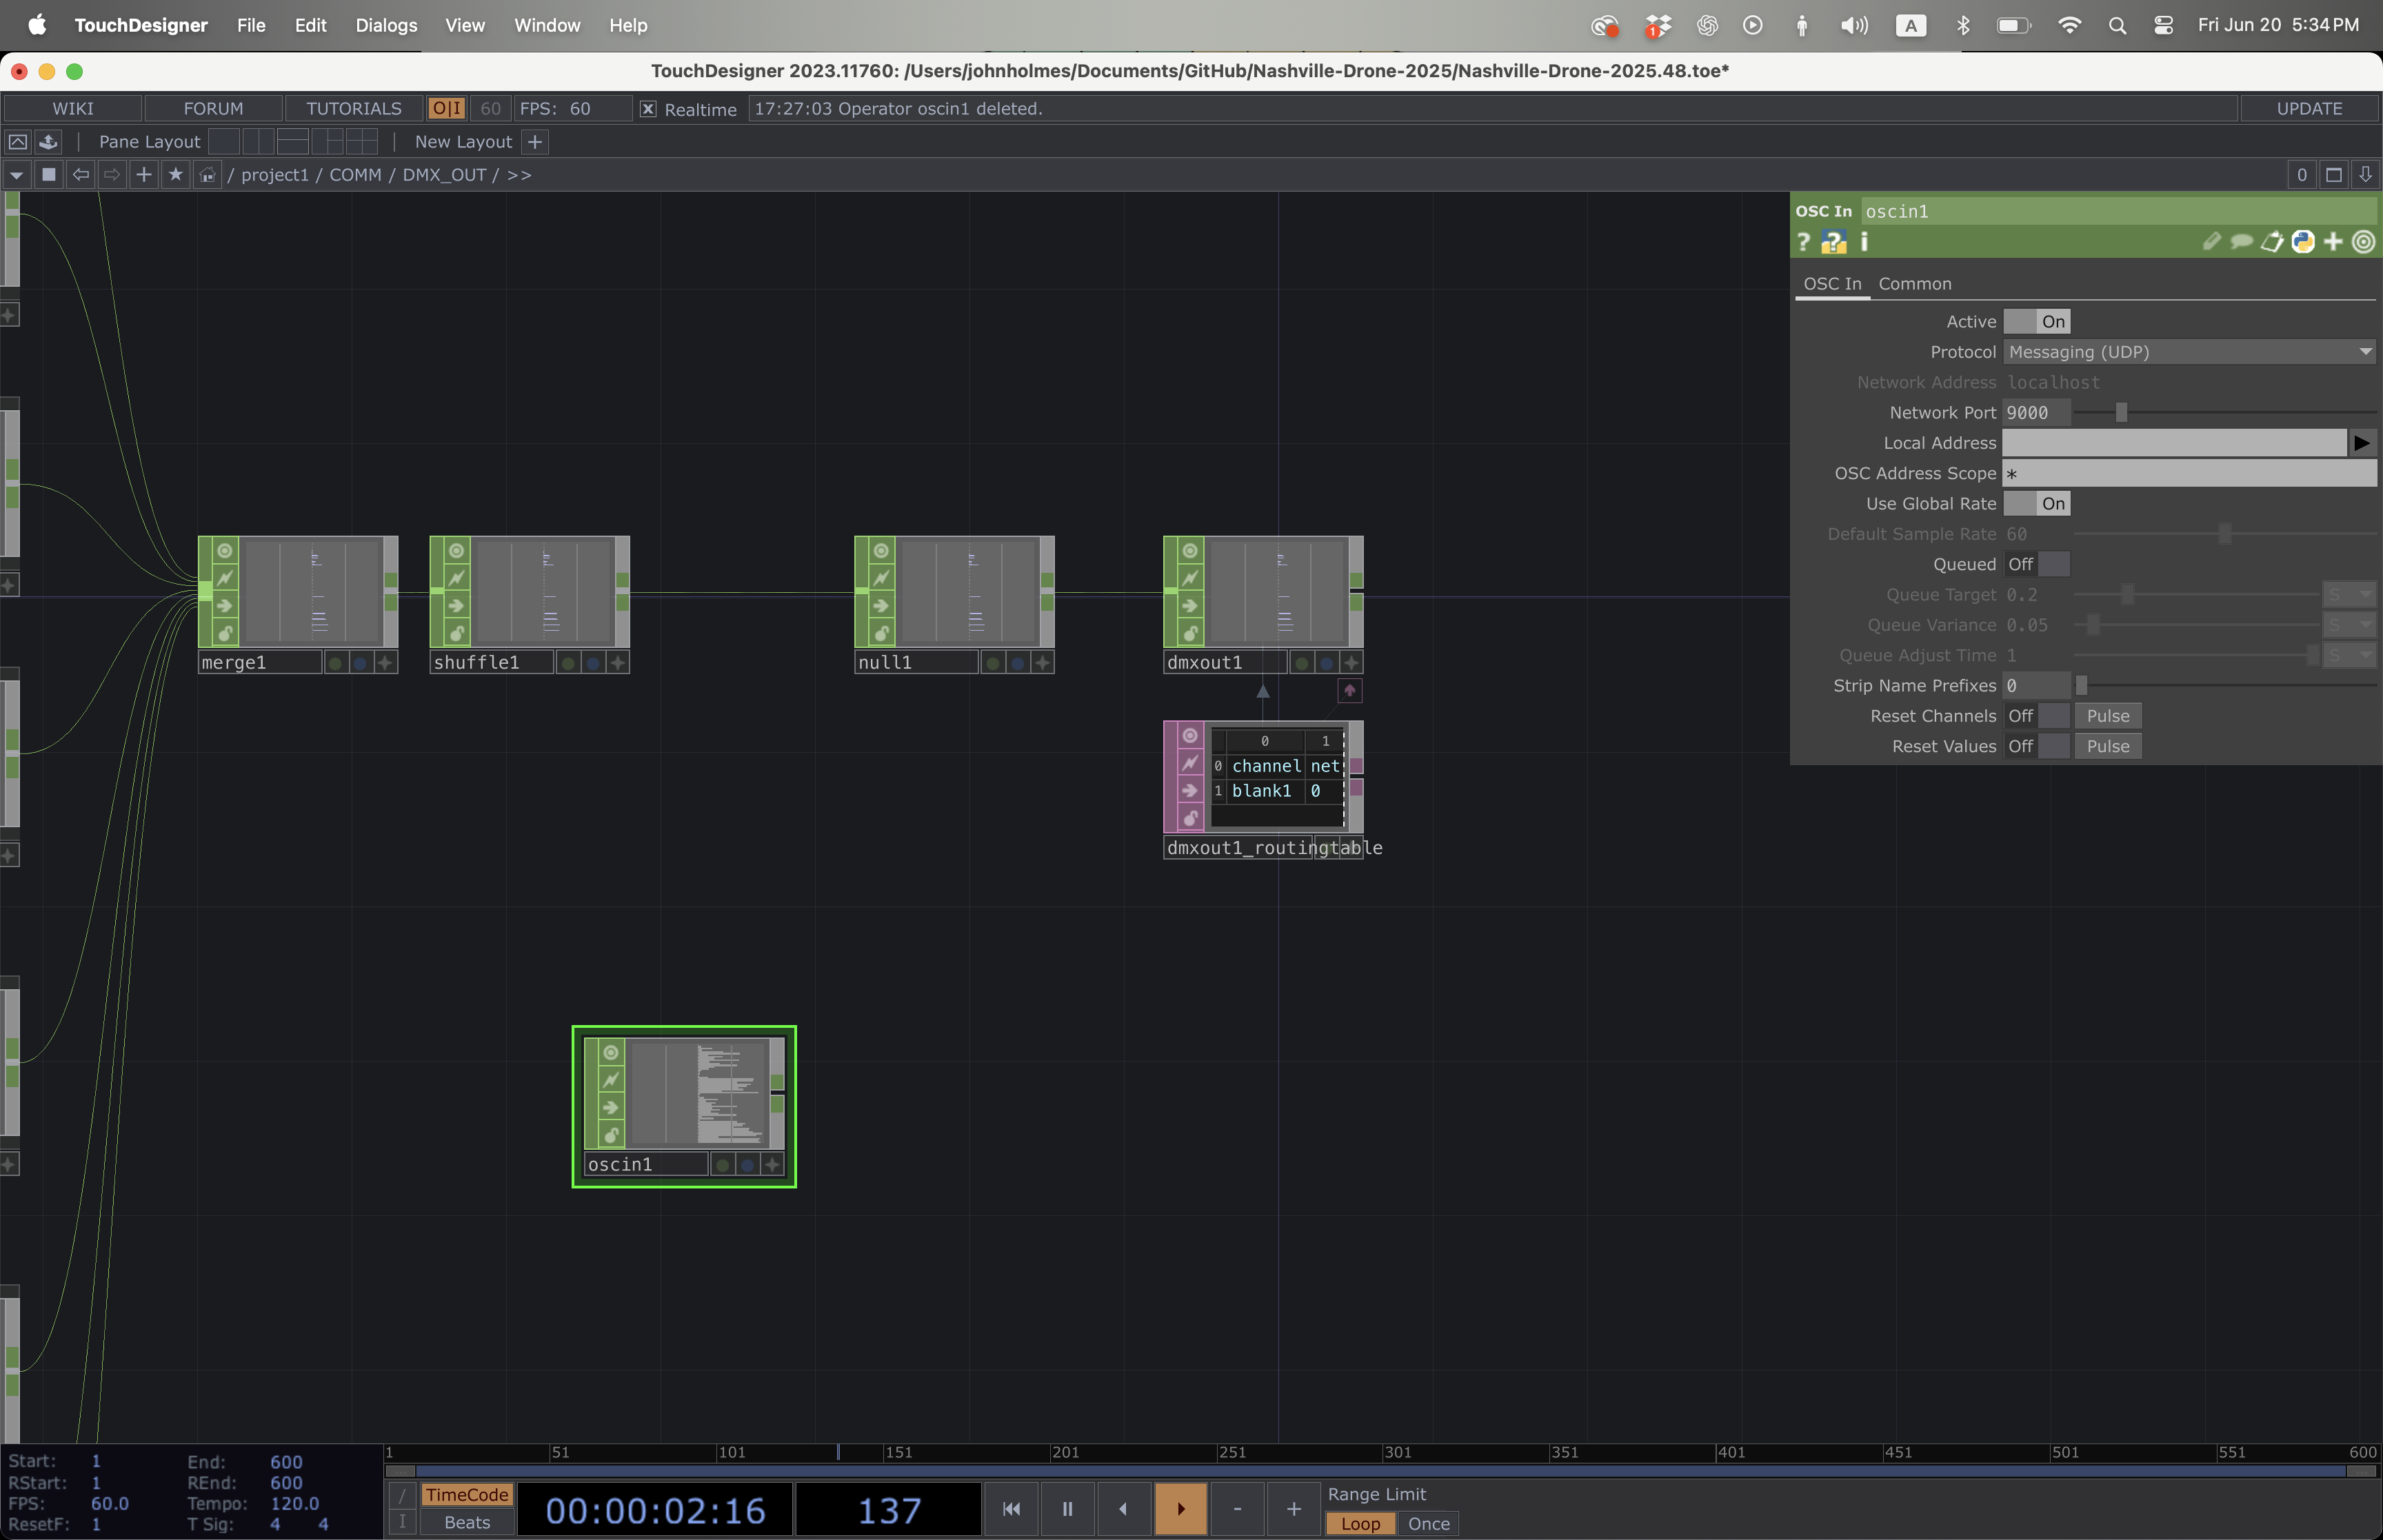 TouchDesigner File Edit Dialogs View Window Help
1
A
Fri Jun 20 5:34 PM
TouchDesigner 2023.11760: /Users/johnholmes/Documents/GitHub/Nashville-Drone-2025/Nashville-Drone-2025.48.toe*
WIKI FORUM TUTORIALS O|I 60 FPS: 60 Realtime 17:27:03 Operator oscin1 deleted. UPDATE
Pane Layout New Layout +
/ project1 / COMM / DMX_OUT / >> 0
OSC In oscin1
OSC In Common
Active On
Protocol Messaging (UDP)
Network Address localhost
Network Port 9000
Local Address
OSC Address Scope *
Use Global Rate On
Default Sample Rate 60
Queued Off
Queue Target 0.2 S
Queue Variance 0.05 S
Queue Adjust Time 1 S
Strip Name Prefixes 0
Reset Channels Off Pulse
Reset Values Off Pulse
merge1
shuffle1
null1
dmxout1
0 1
0 channel net
1 blank1 0
dmxout1_routingtable
oscin1
1 51 101 151 201 251 301 351 401 451 501 551 600
Start: 1 End: 600
RStart: 1 REnd: 600
FPS: 60.0 Tempo: 120.0
ResetF: 1 T Sig: 4 4
/ TimeCode
I Beats
00:00:02:16
137
- +
Range Limit
Loop Once